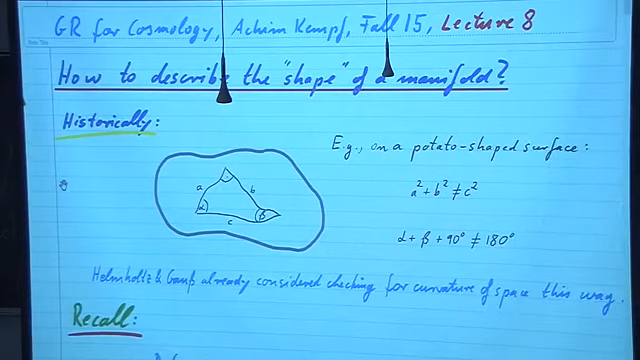 GR for Cosmology, Achim Kempf, Fall 15, Lecture 8
How to describe the "shape" of a manifold?
Historically:
E.g., on a potato-shaped surface:
a b
α β
c
a² + b² ≠ c²
α + β + 90° ≠ 180°
Helmholtz & Gauß already considered checking for curvature of space this way.
Recall: